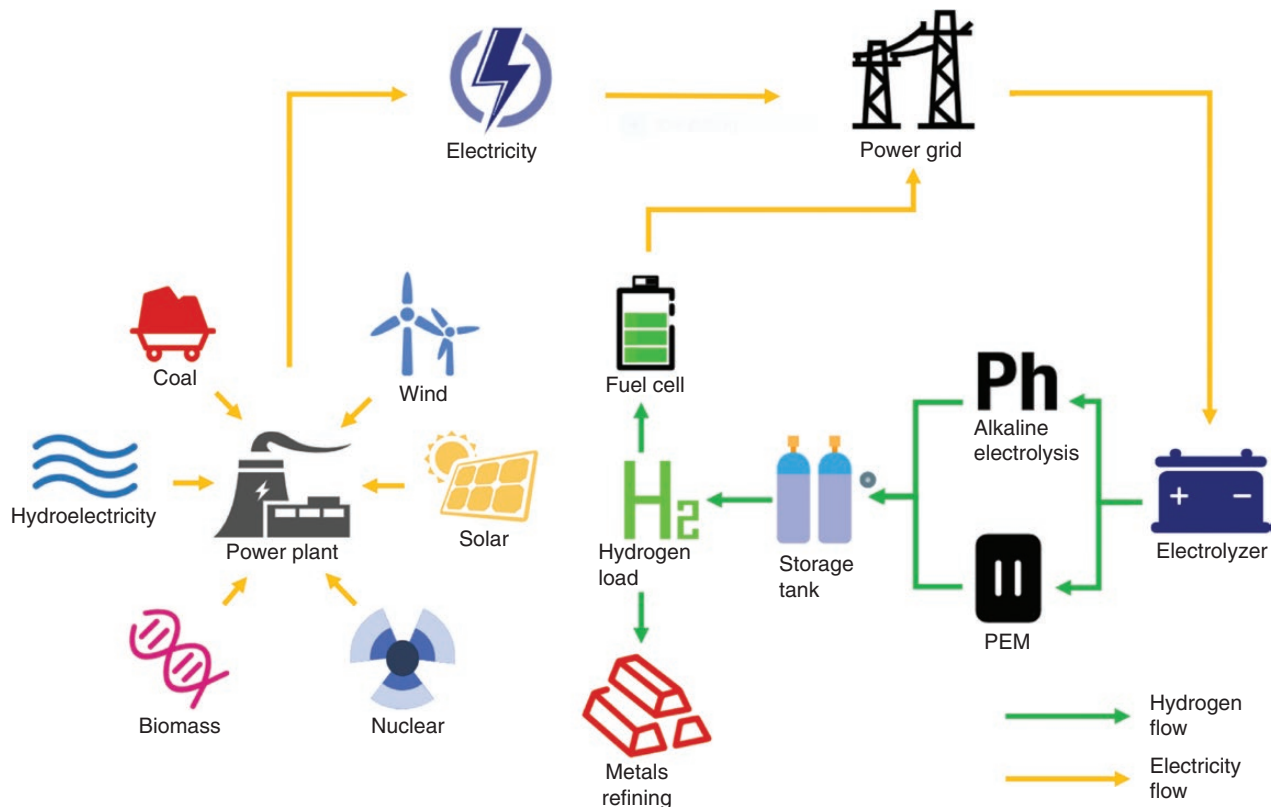 Electricity
Power grid
Coal
Wind
Fuel cell
Ph
Alkaline
electrolysis
Hydroelectricity
Power plant
Solar
H2
Hydrogen
load
Storage
tank
+ −
Electrolyzer
PEM
Biomass
Nuclear
Metals
refining
Hydrogen
flow
Electricity
flow